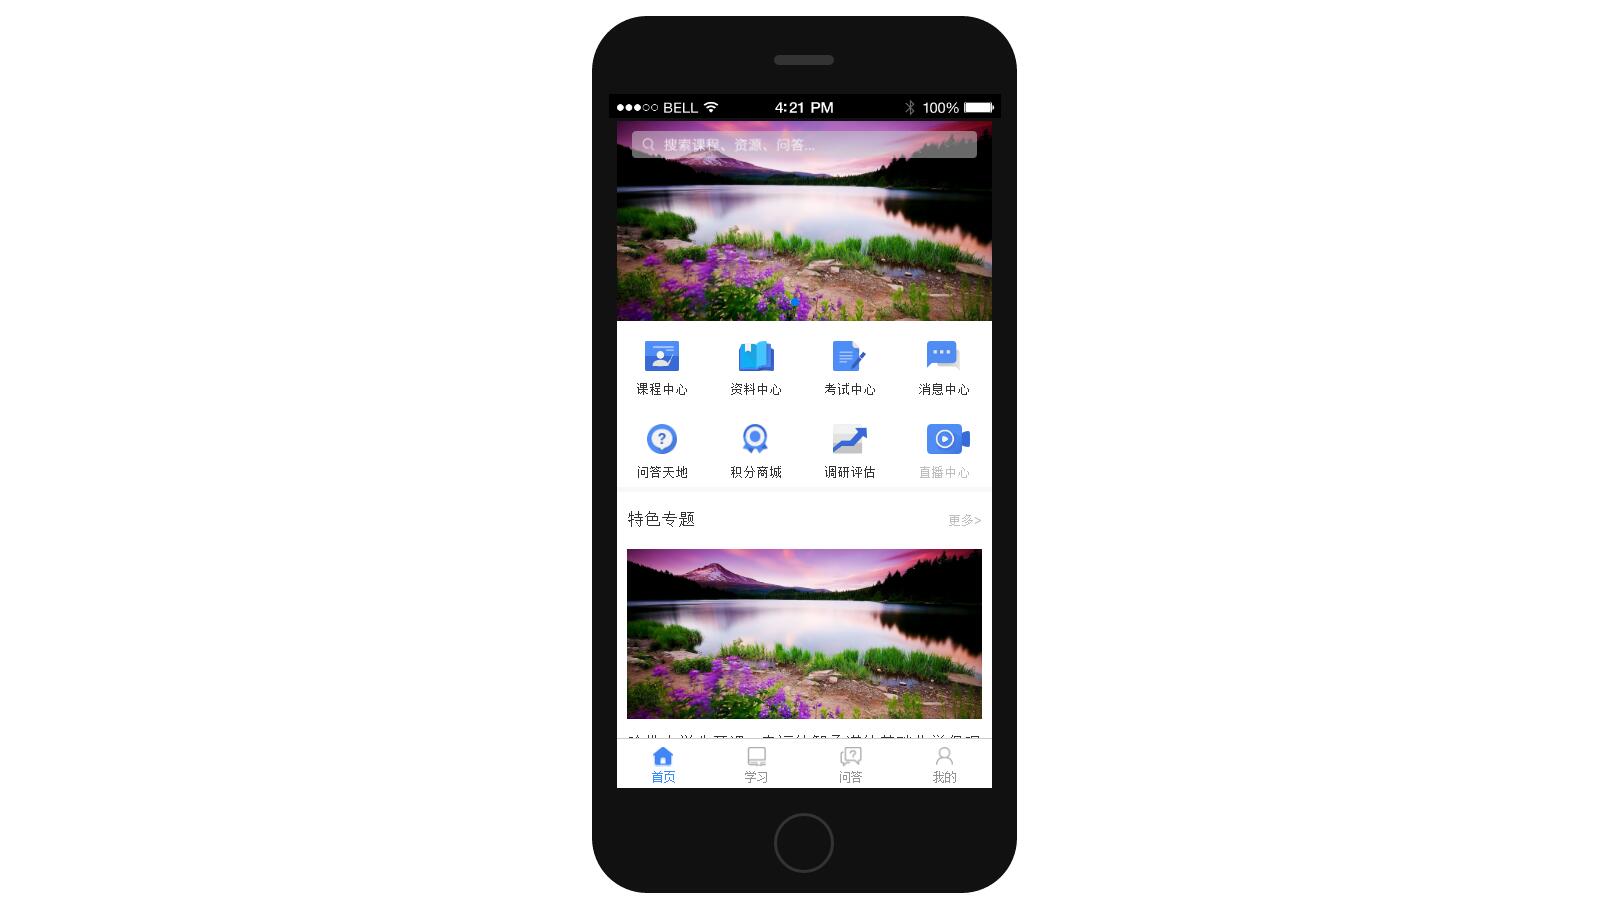 BELL 4:21 PM 100%
搜索课程、资源、问答...
课程中心 资料中心 考试中心 消息中心
问答天地 积分商城 调研评估 直播中心
特色专题 更多>
首页 学习 问答 我的